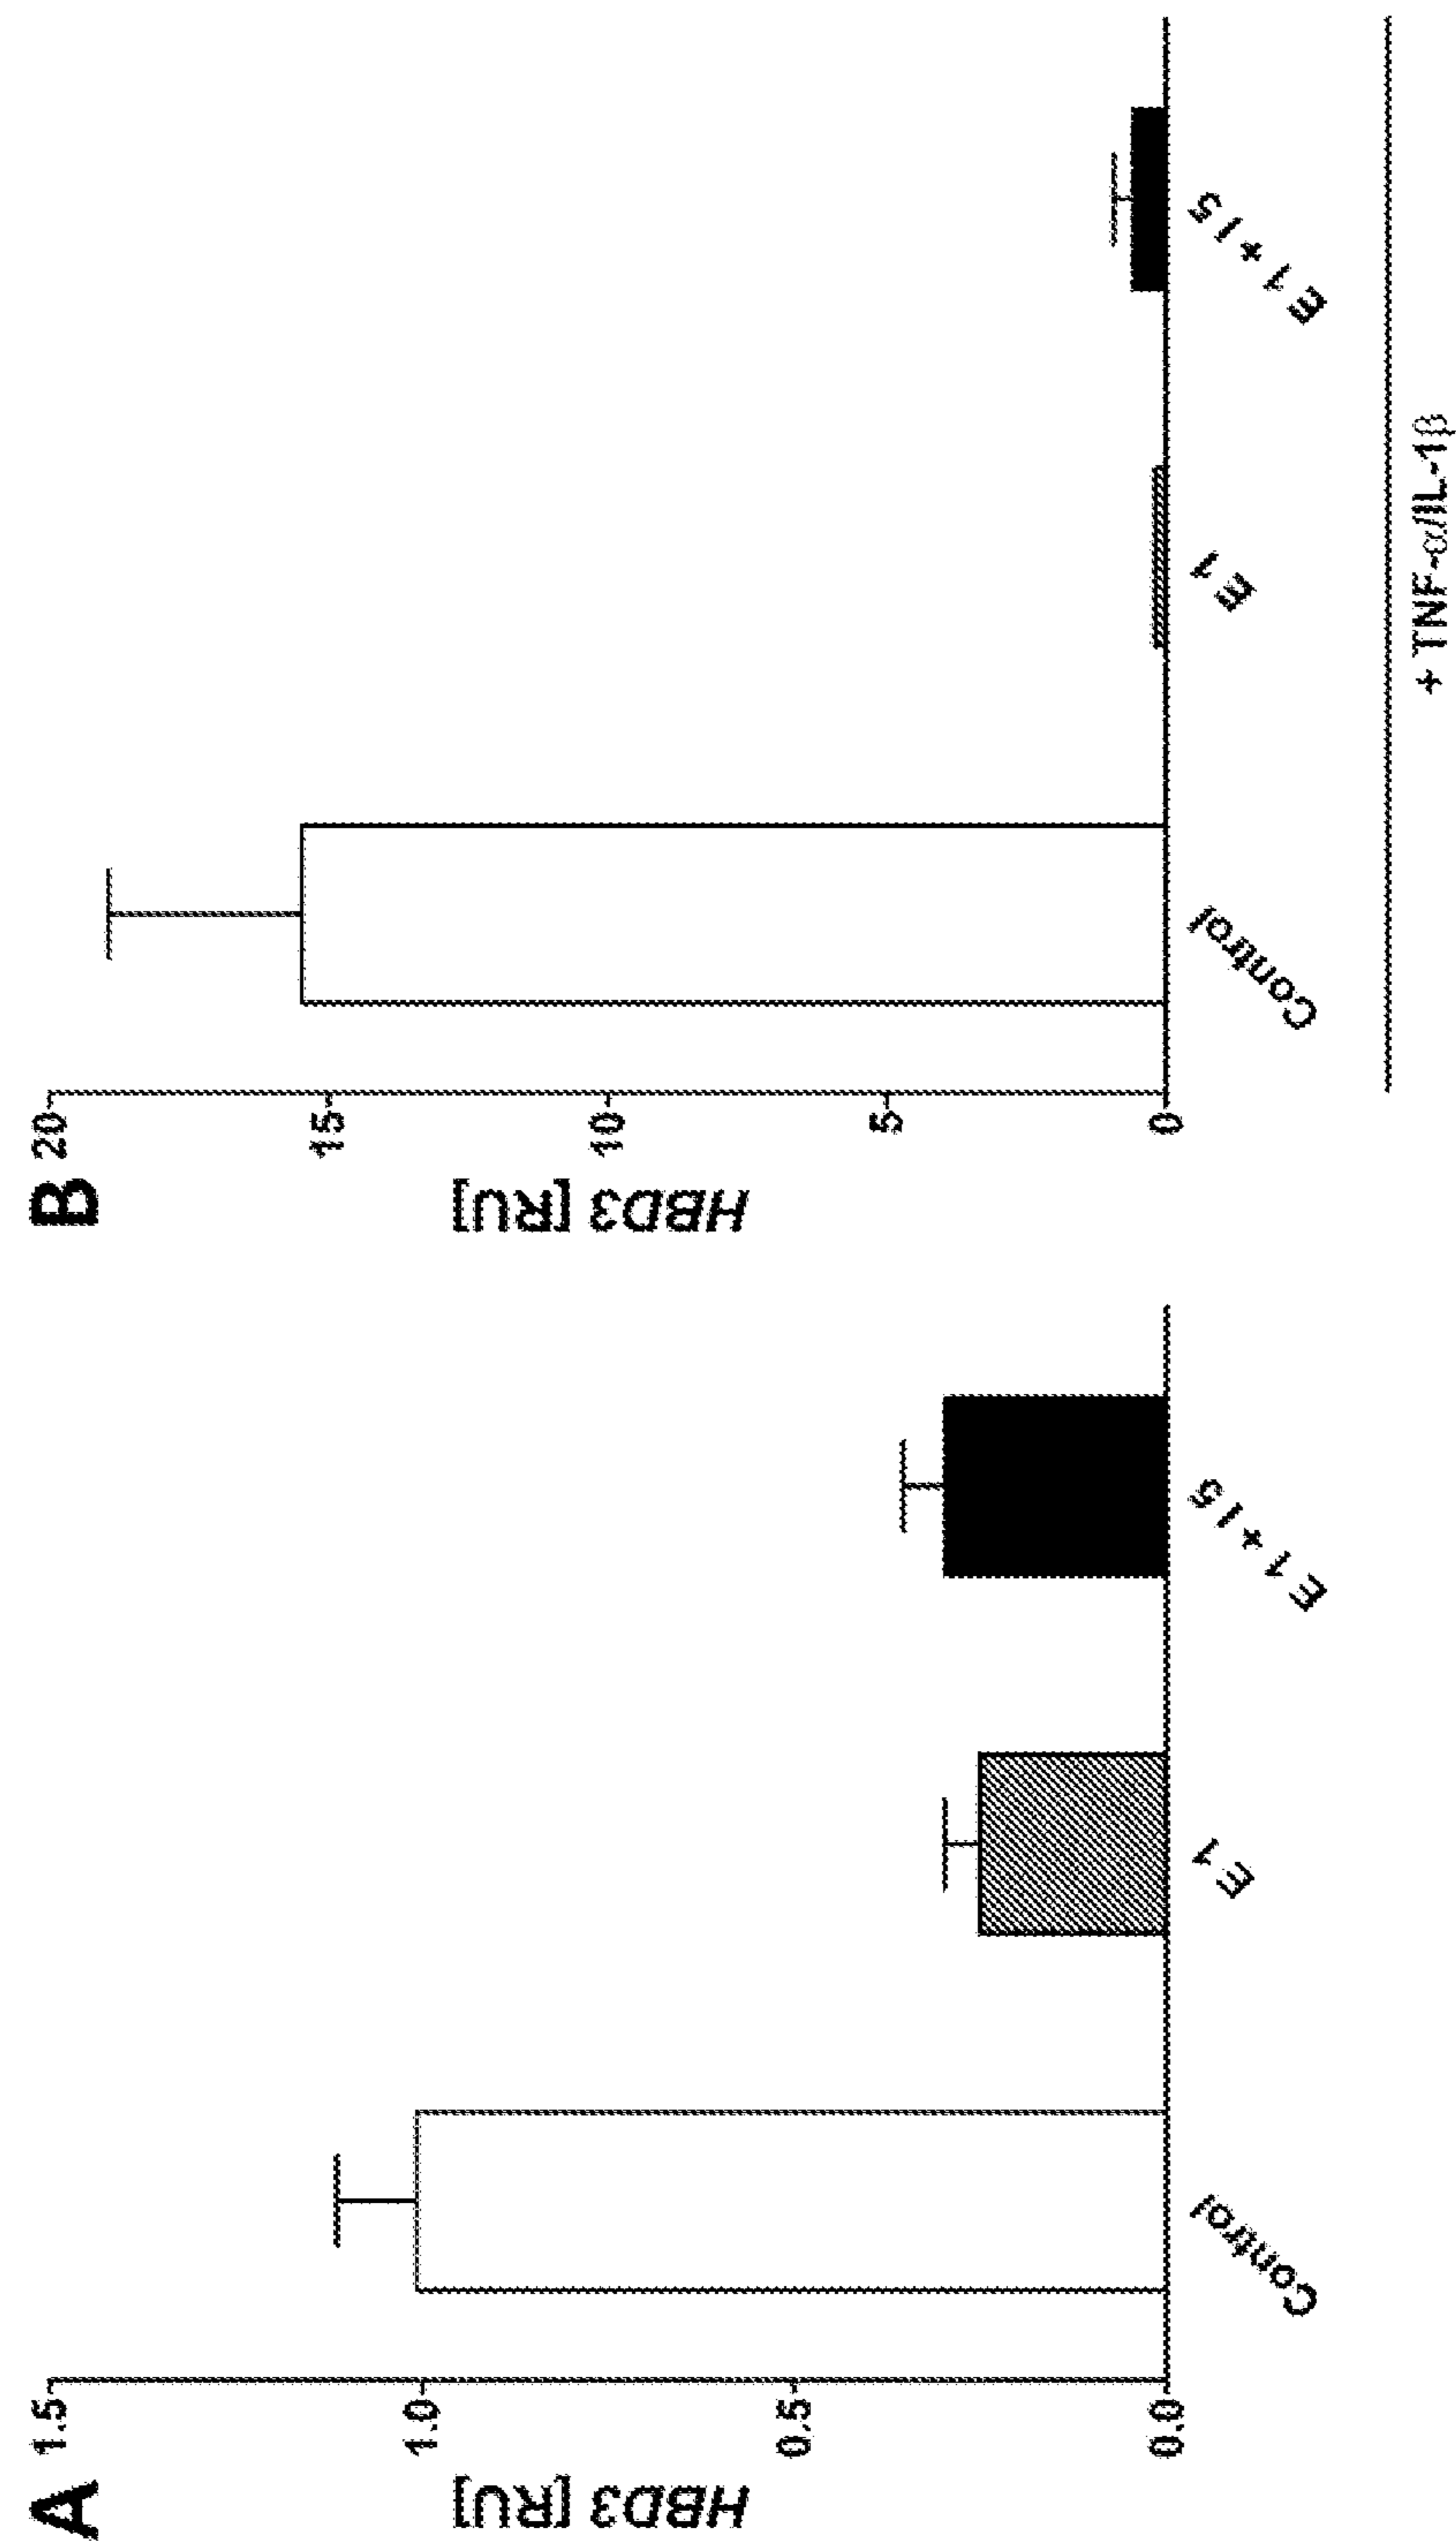 A
HBD3 [RU]
1.5
1.0
0.5
0.0
Control
E1
E1+I5
B
HBD3 [RU]
20
15
10
5
0
Control
E1
E1+I5
+ TNF-α/IL-1β